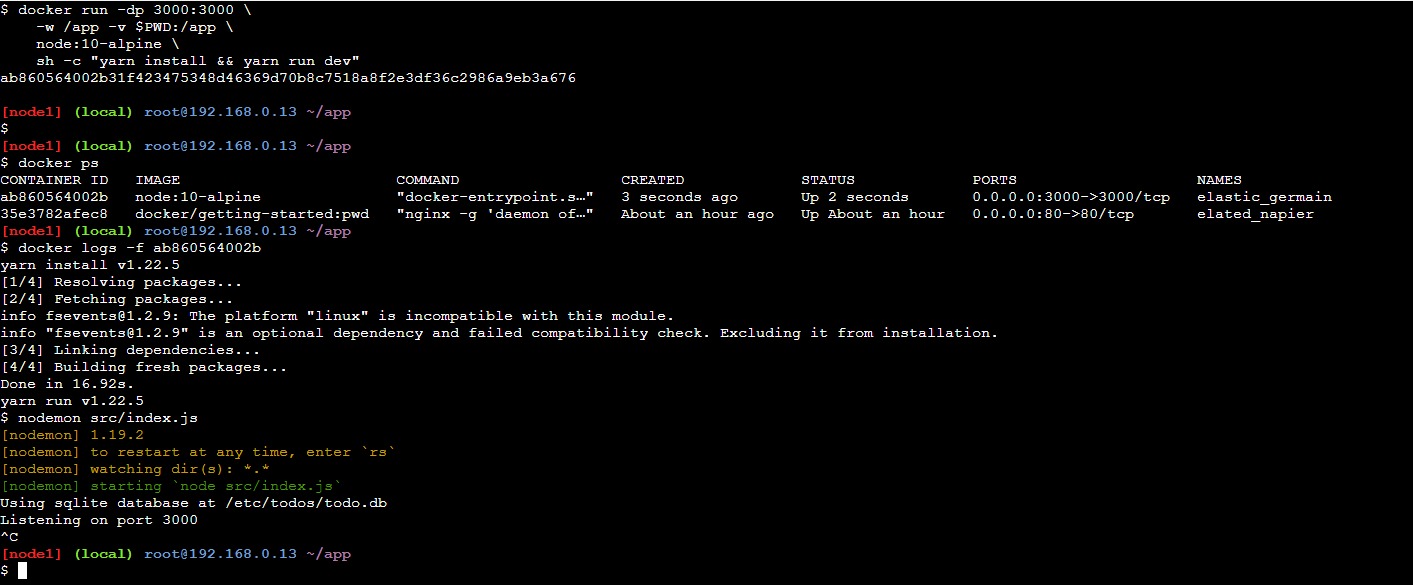 $ docker run -dp 3000:3000 \
    -w /app -v $PWD:/app \
    node:10-alpine \
    sh -c "yarn install && yarn run dev"
ab860564002b31f423475348d46369d70b8c7518a8f2e3df36c2986a9eb3a676
[node1] (local) root@192.168.0.13 ~/app
$
[node1] (local) root@192.168.0.13 ~/app
$ docker ps
CONTAINER ID   IMAGE                        COMMAND                  CREATED             STATUS             PORTS                    NAMES
ab860564002b   node:10-alpine               "docker-entrypoint.s…"   3 seconds ago       Up 2 seconds       0.0.0.0:3000->3000/tcp   elastic_germain
35e3782afec8   docker/getting-started:pwd   "nginx -g 'daemon of…"   About an hour ago   Up About an hour   0.0.0.0:80->80/tcp       elated_napier
[node1] (local) root@192.168.0.13 ~/app
$ docker logs -f ab860564002b
yarn install v1.22.5
[1/4] Resolving packages...
[2/4] Fetching packages...
info fsevents@1.2.9: The platform "linux" is incompatible with this module.
info "fsevents@1.2.9" is an optional dependency and failed compatibility check. Excluding it from installation.
[3/4] Linking dependencies...
[4/4] Building fresh packages...
Done in 16.92s.
yarn run v1.22.5
$ nodemon src/index.js
[nodemon] 1.19.2
[nodemon] to restart at any time, enter `rs`
[nodemon] watching dir(s): *.*
[nodemon] starting `node src/index.js`
Using sqlite database at /etc/todos/todo.db
Listening on port 3000
^C
[node1] (local) root@192.168.0.13 ~/app
$